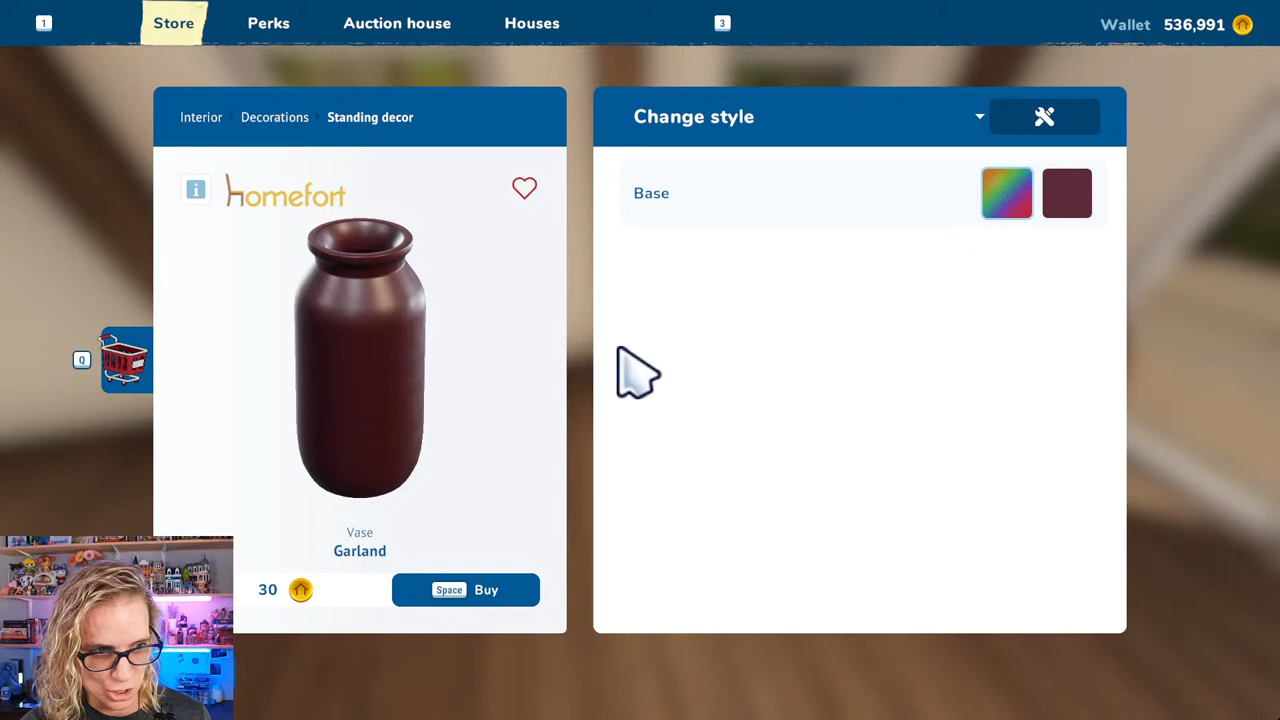 1 Store Perks Auction house Houses 3 Wallet 536,991
Interior Decorations Standing decor
Change style
i homefort
Base
Q
Vase
Garland
30 Space Buy